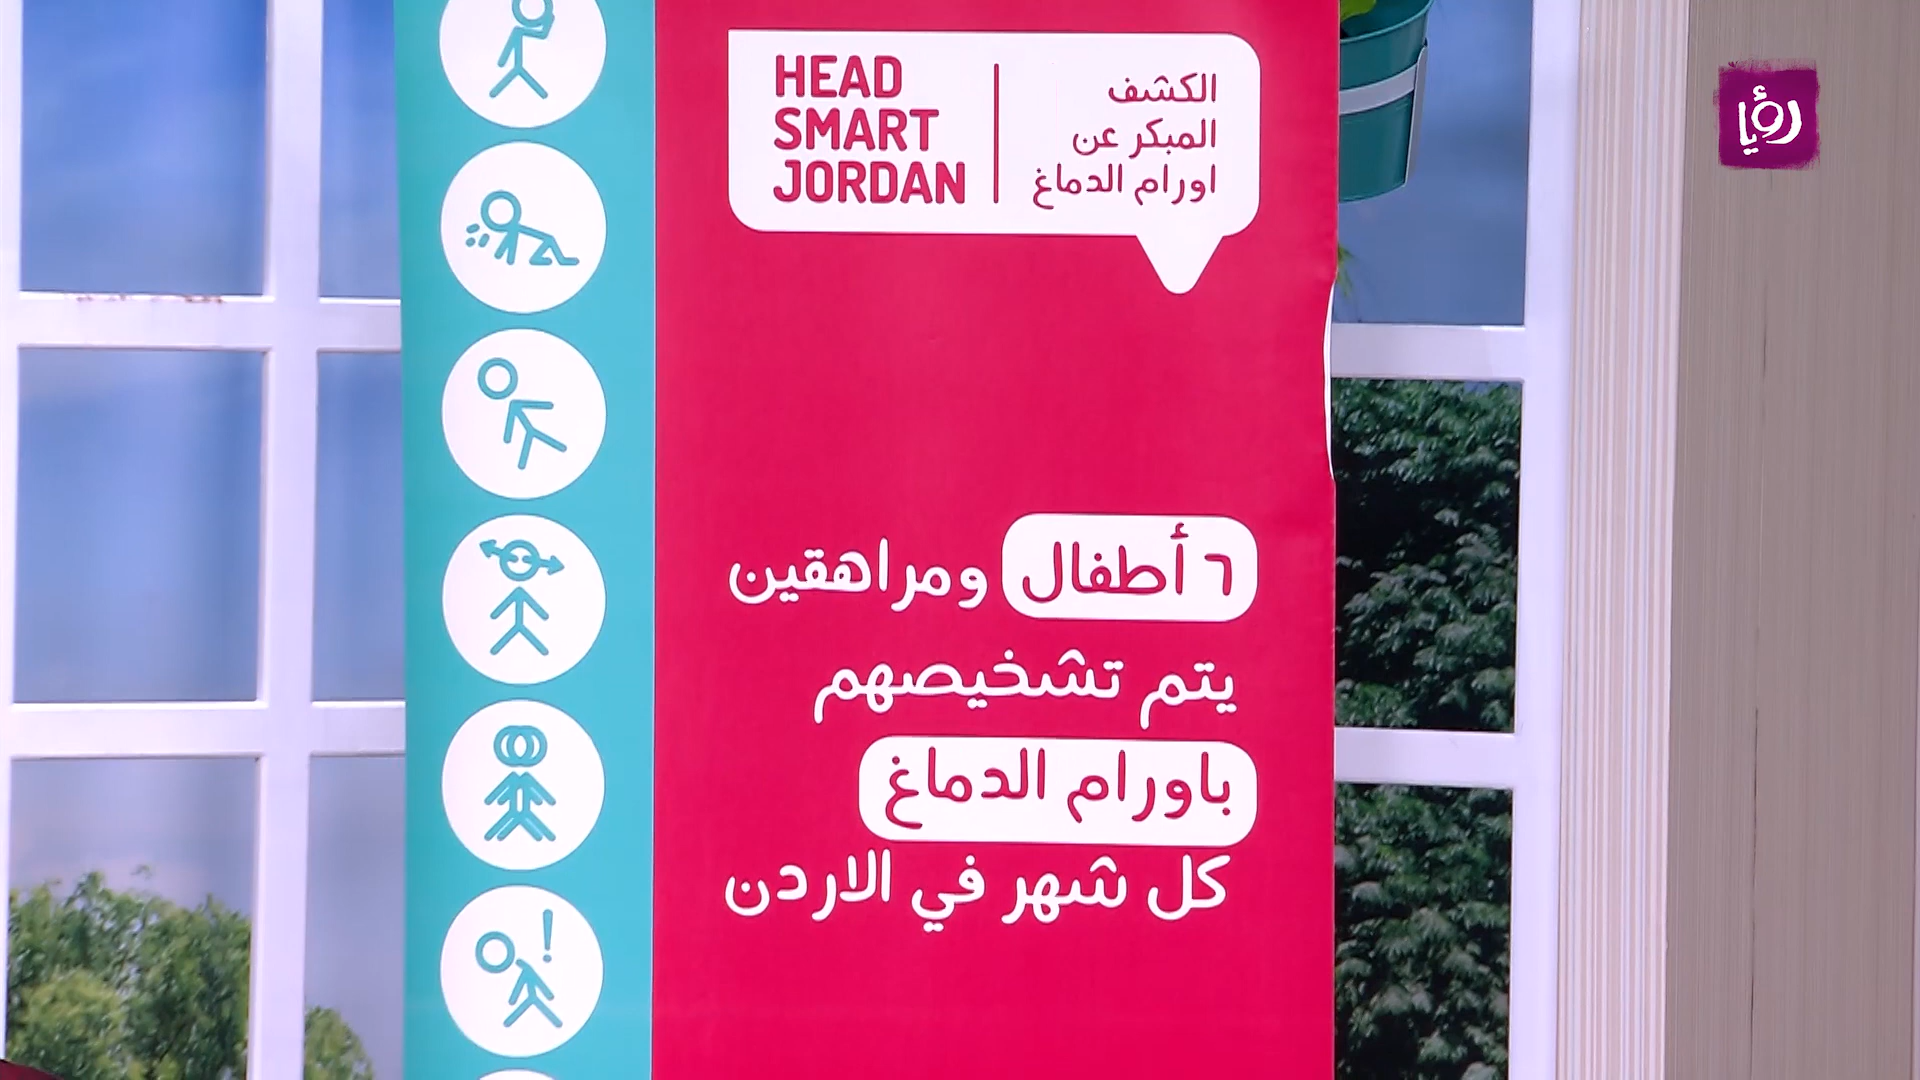 HEAD
SMART
JORDAN
الكشف
المبكر عن
اورام الدماغ
٦ أطفال ومراهقين
يتم تشخيصهم
باورام الدماغ
كل شهر في الاردن
رؤيا